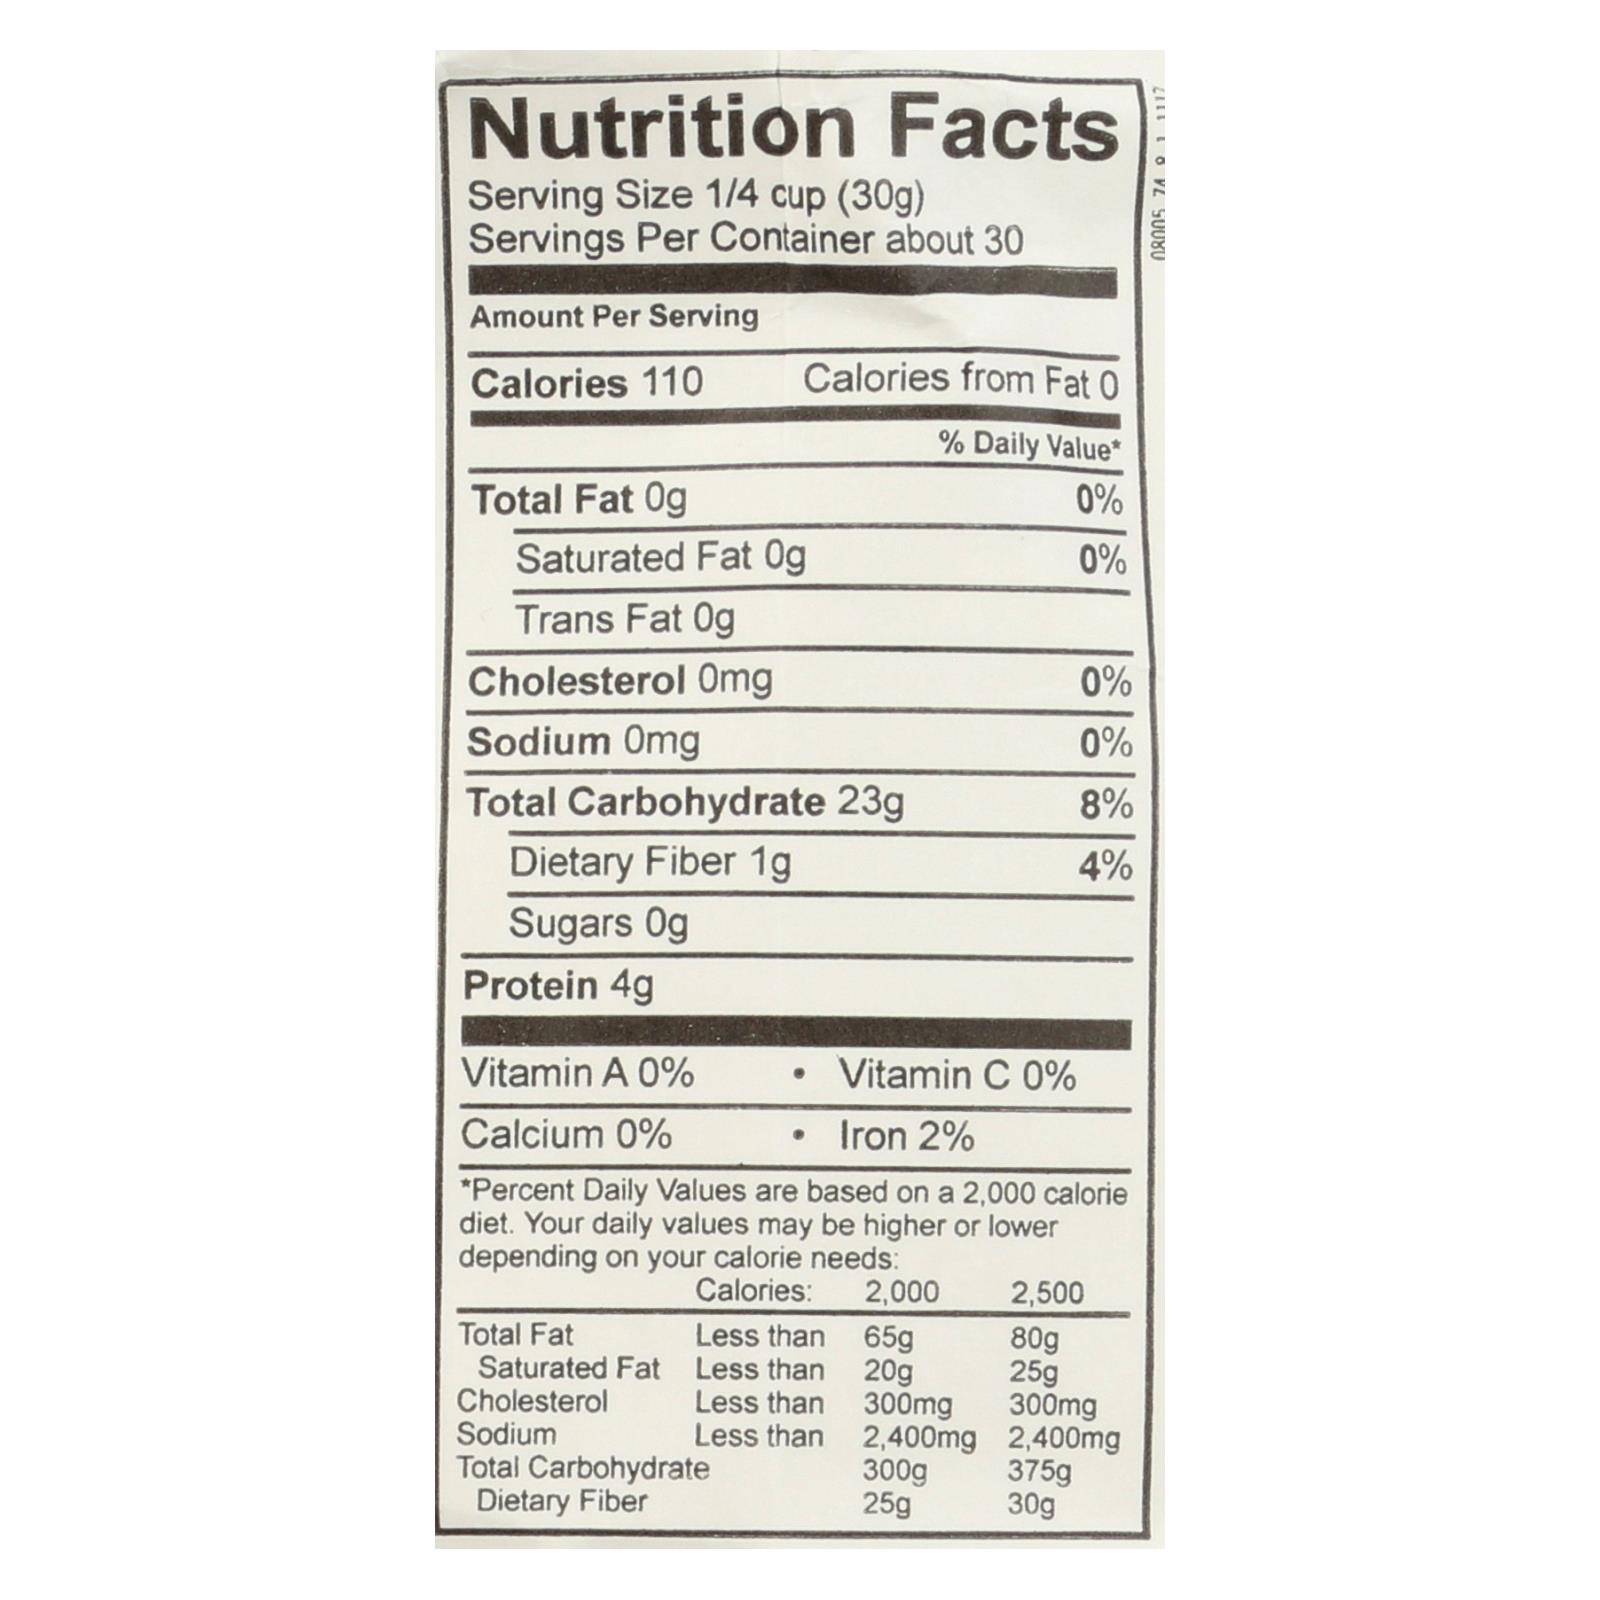 Nutrition Facts
Serving Size 1/4 cup (30g)
Servings Per Container about 30
Amount Per Serving
Calories 110 Calories from Fat 0
% Daily Value*
Total Fat 0g 0%
Saturated Fat 0g 0%
Trans Fat 0g
Cholesterol 0mg 0%
Sodium 0mg 0%
Total Carbohydrate 23g 8%
Dietary Fiber 1g 4%
Sugars 0g
Protein 4g
Vitamin A 0% • Vitamin C 0%
Calcium 0% • Iron 2%
*Percent Daily Values are based on a 2,000 calorie
diet. Your daily values may be higher or lower
depending on your calorie needs:
Calories: 2,000 2,500
Total Fat Less than 65g 80g
Saturated Fat Less than 20g 25g
Cholesterol Less than 300mg 300mg
Sodium Less than 2,400mg 2,400mg
Total Carbohydrate 300g 375g
Dietary Fiber 25g 30g